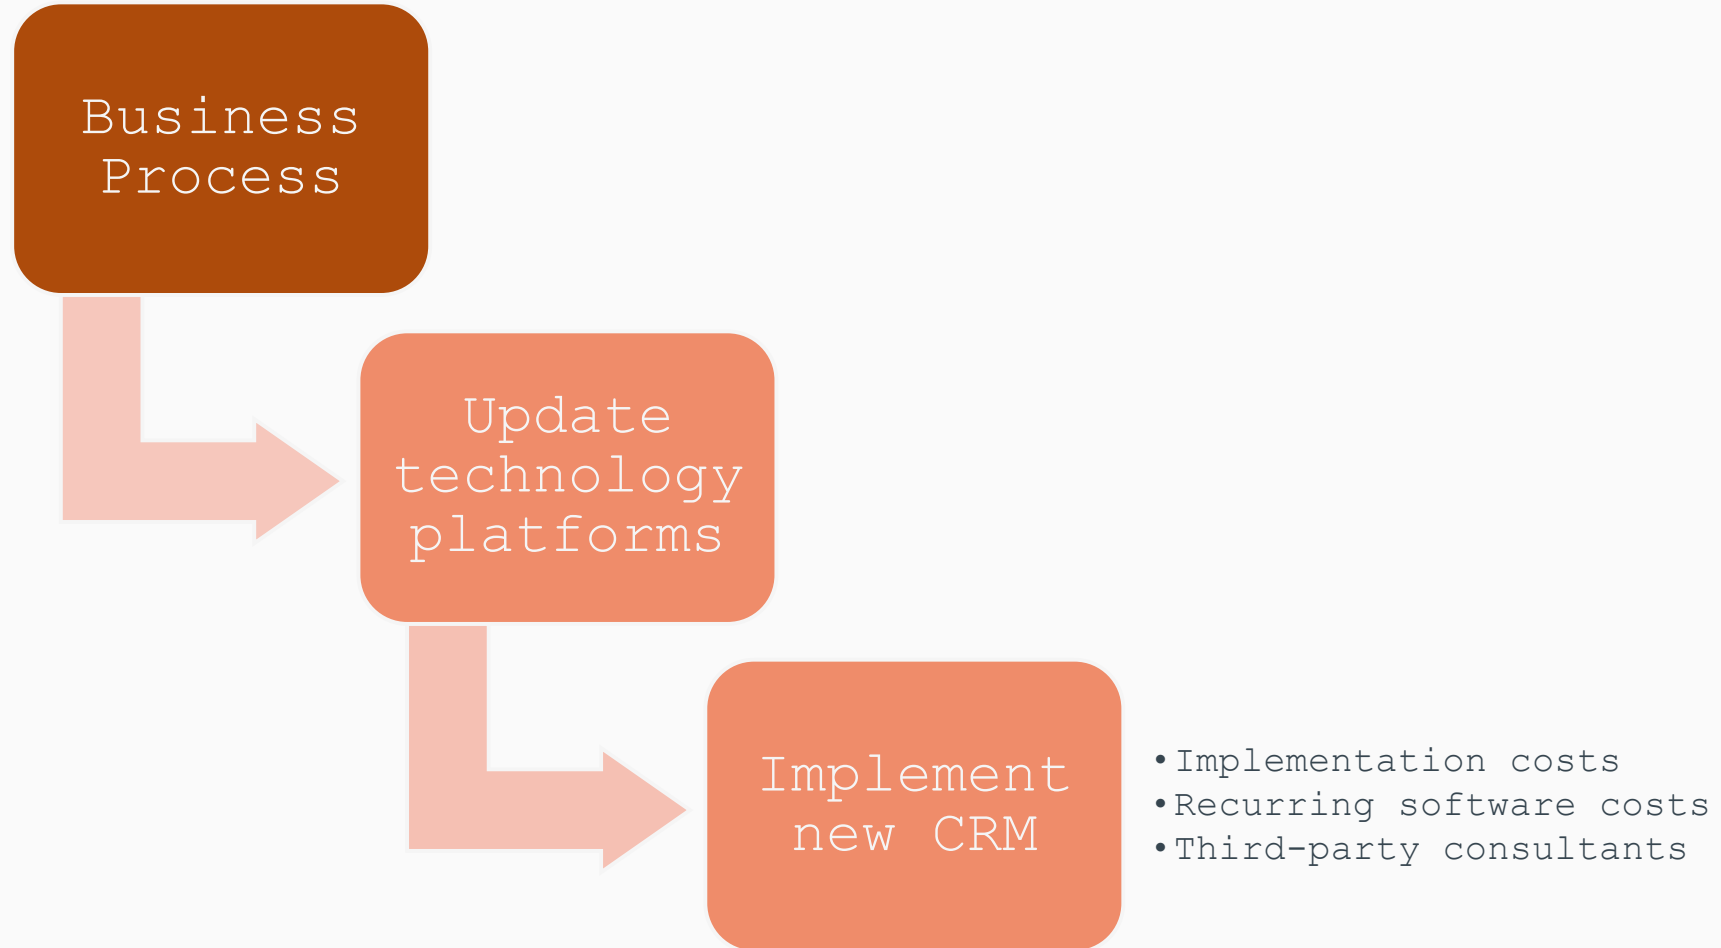 Business
Process
Update
technology
platforms
Implement
new CRM
•Implementation costs
•Recurring software costs
•Third-party consultants